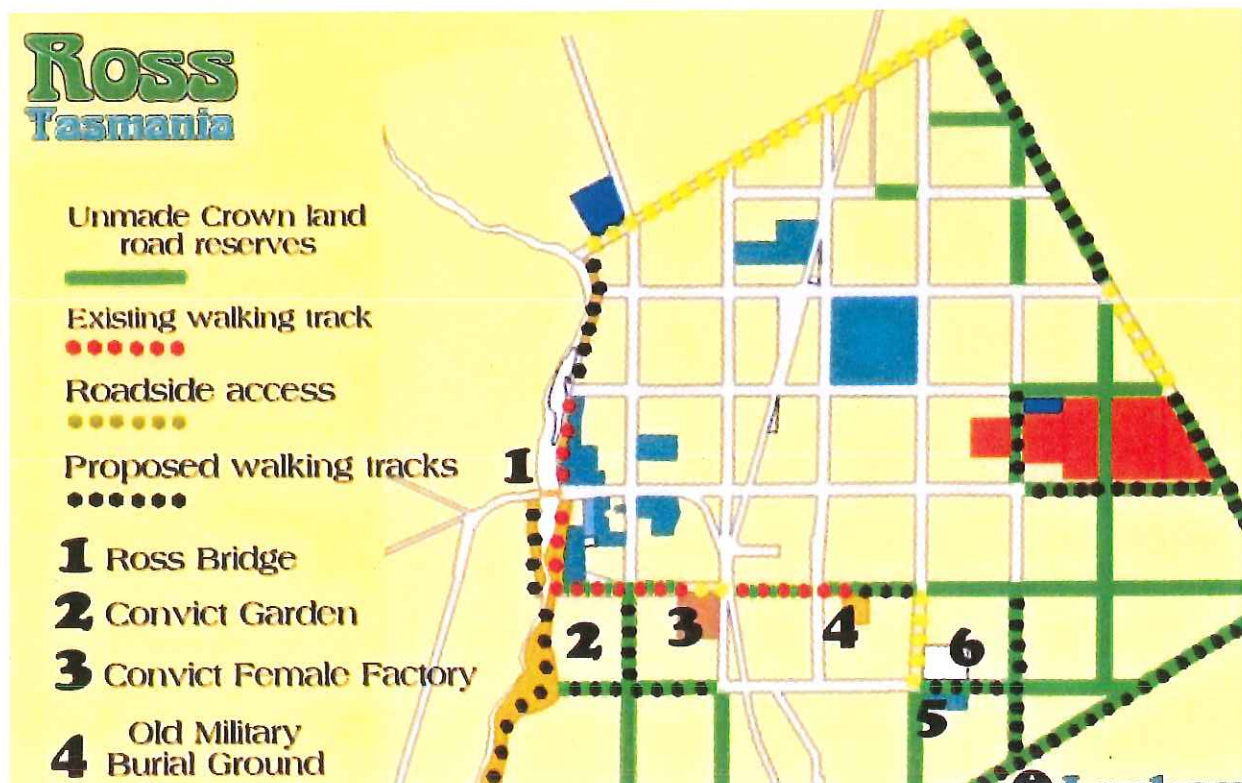 Ross
Tasmania
Unmade Crown land
road reserves
Existing walking track
Roadside access
Proposed walking tracks
1 Ross Bridge
2 Convict Garden
3 Convict Female Factory
4 Old Military
Burial Ground
1
2
3
4
6
5